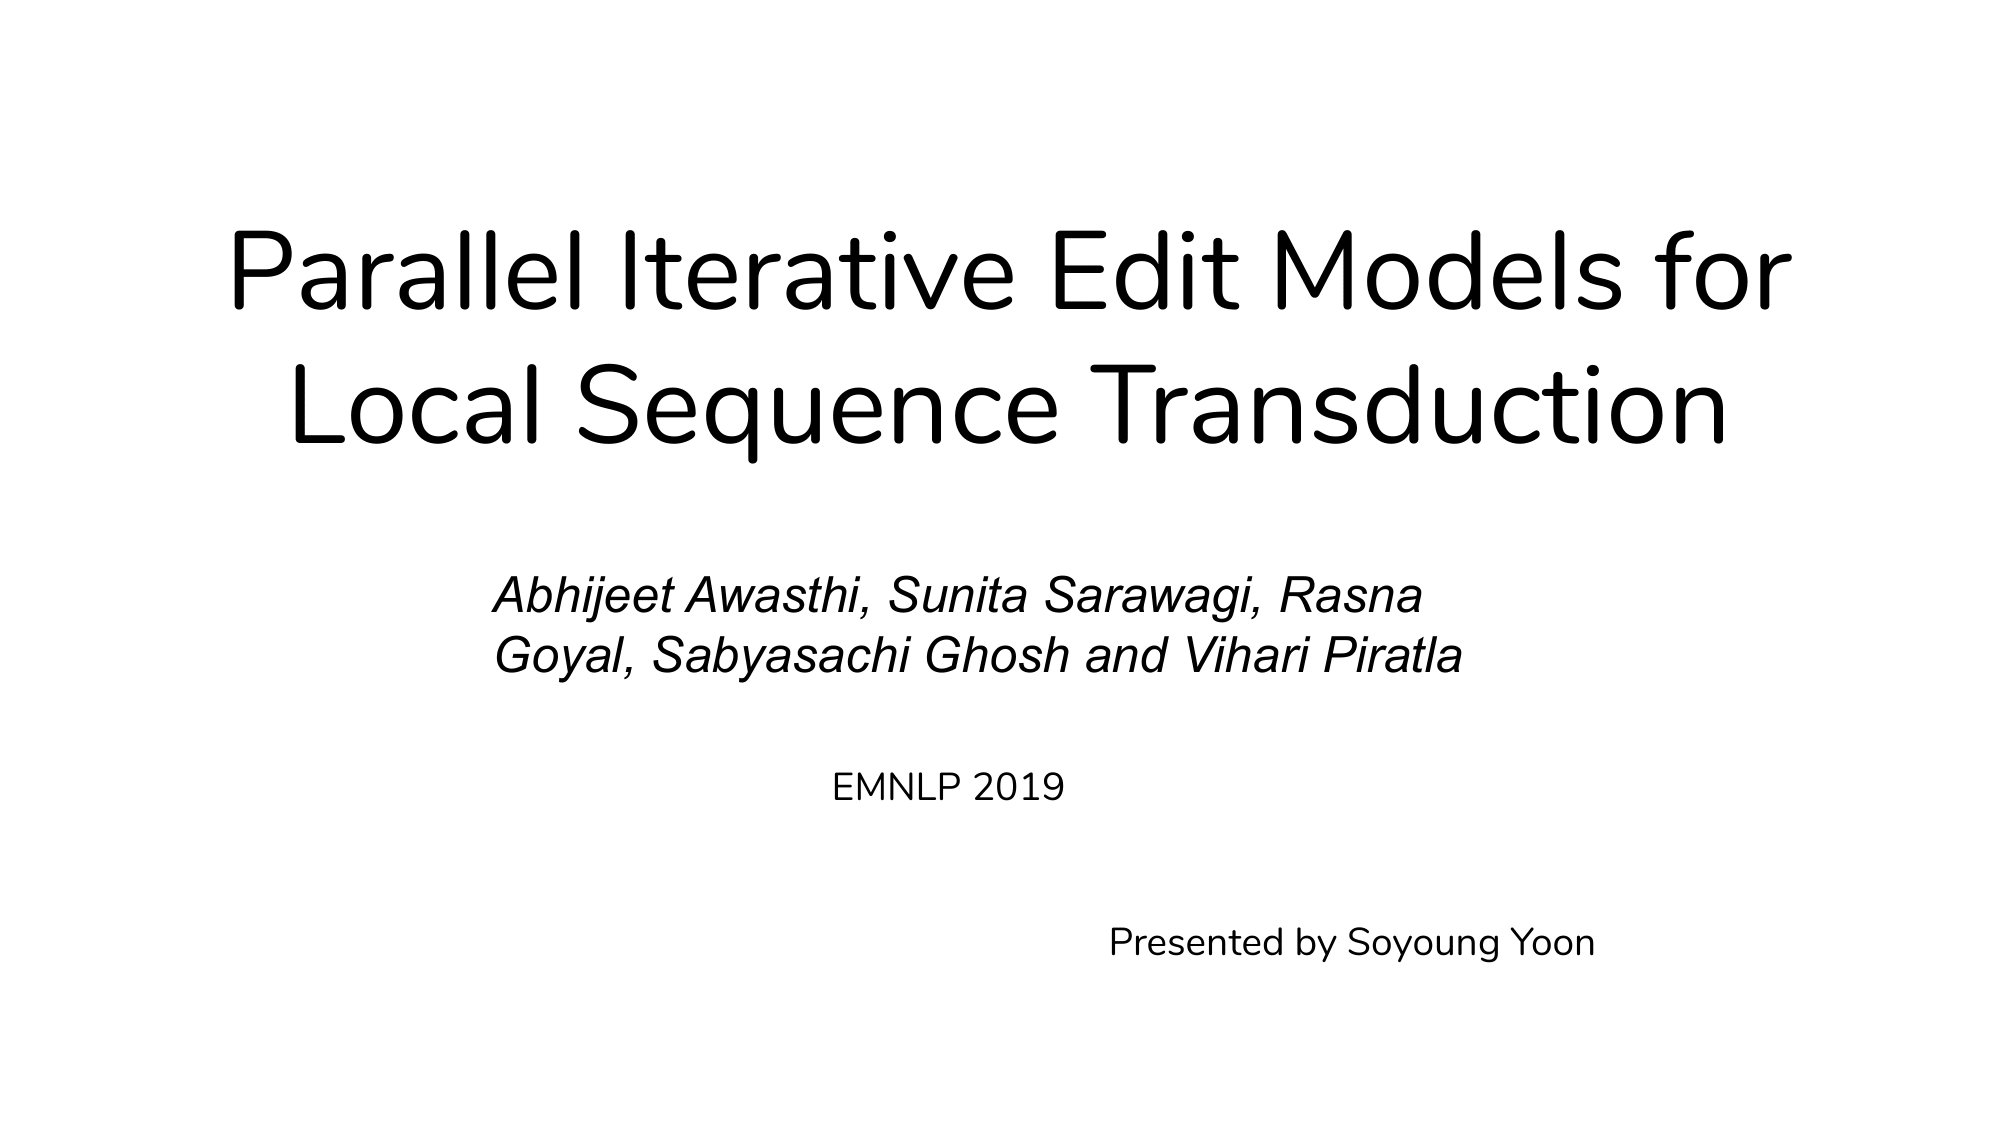 Parallel Iterative Edit Models for
Local Sequence Transduction
Abhijeet Awasthi, Sunita Sarawagi, Rasna
Goyal, Sabyasachi Ghosh and Vihari Piratla
EMNLP 2019
Presented by Soyoung Yoon